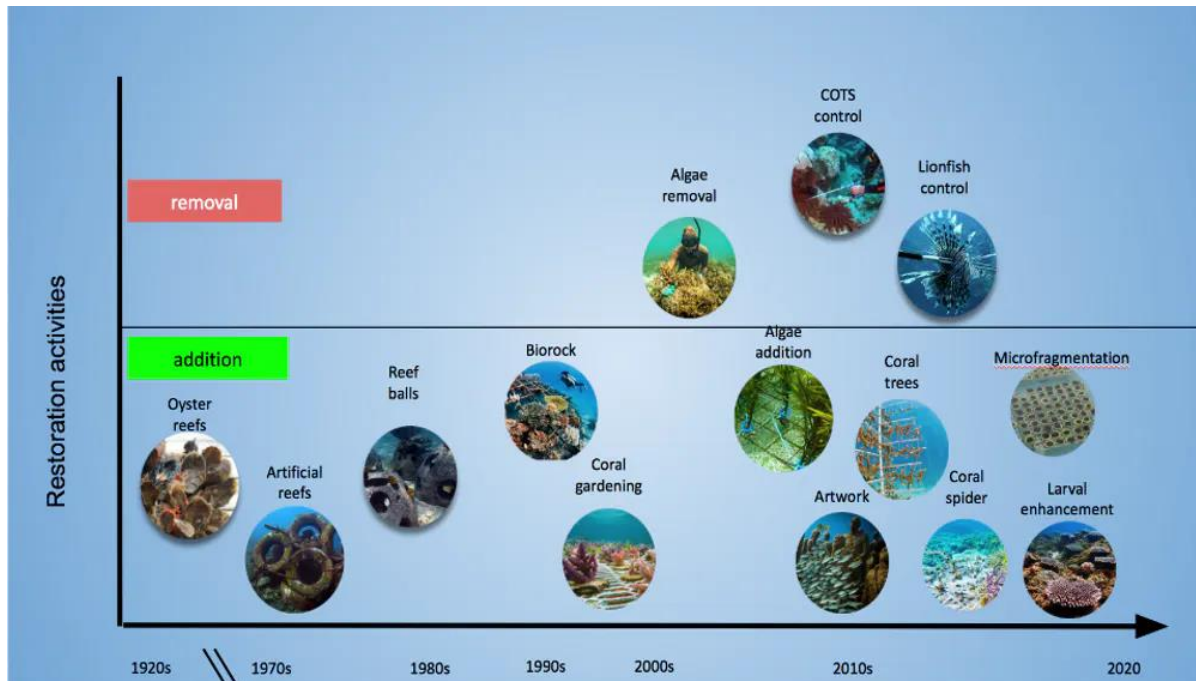 COTS
control
Algae
removal
Lionfish
control
removal
Restoration activities
addition
Oyster
reefs
Artificial
reefs
Reef
balls
Biorock
Coral
gardening
Algae
addition
Artwork
Coral
trees
Coral
spider
Microfragmentation
Larval
enhancement
1920s
1970s
1980s
1990s
2000s
2010s
2020